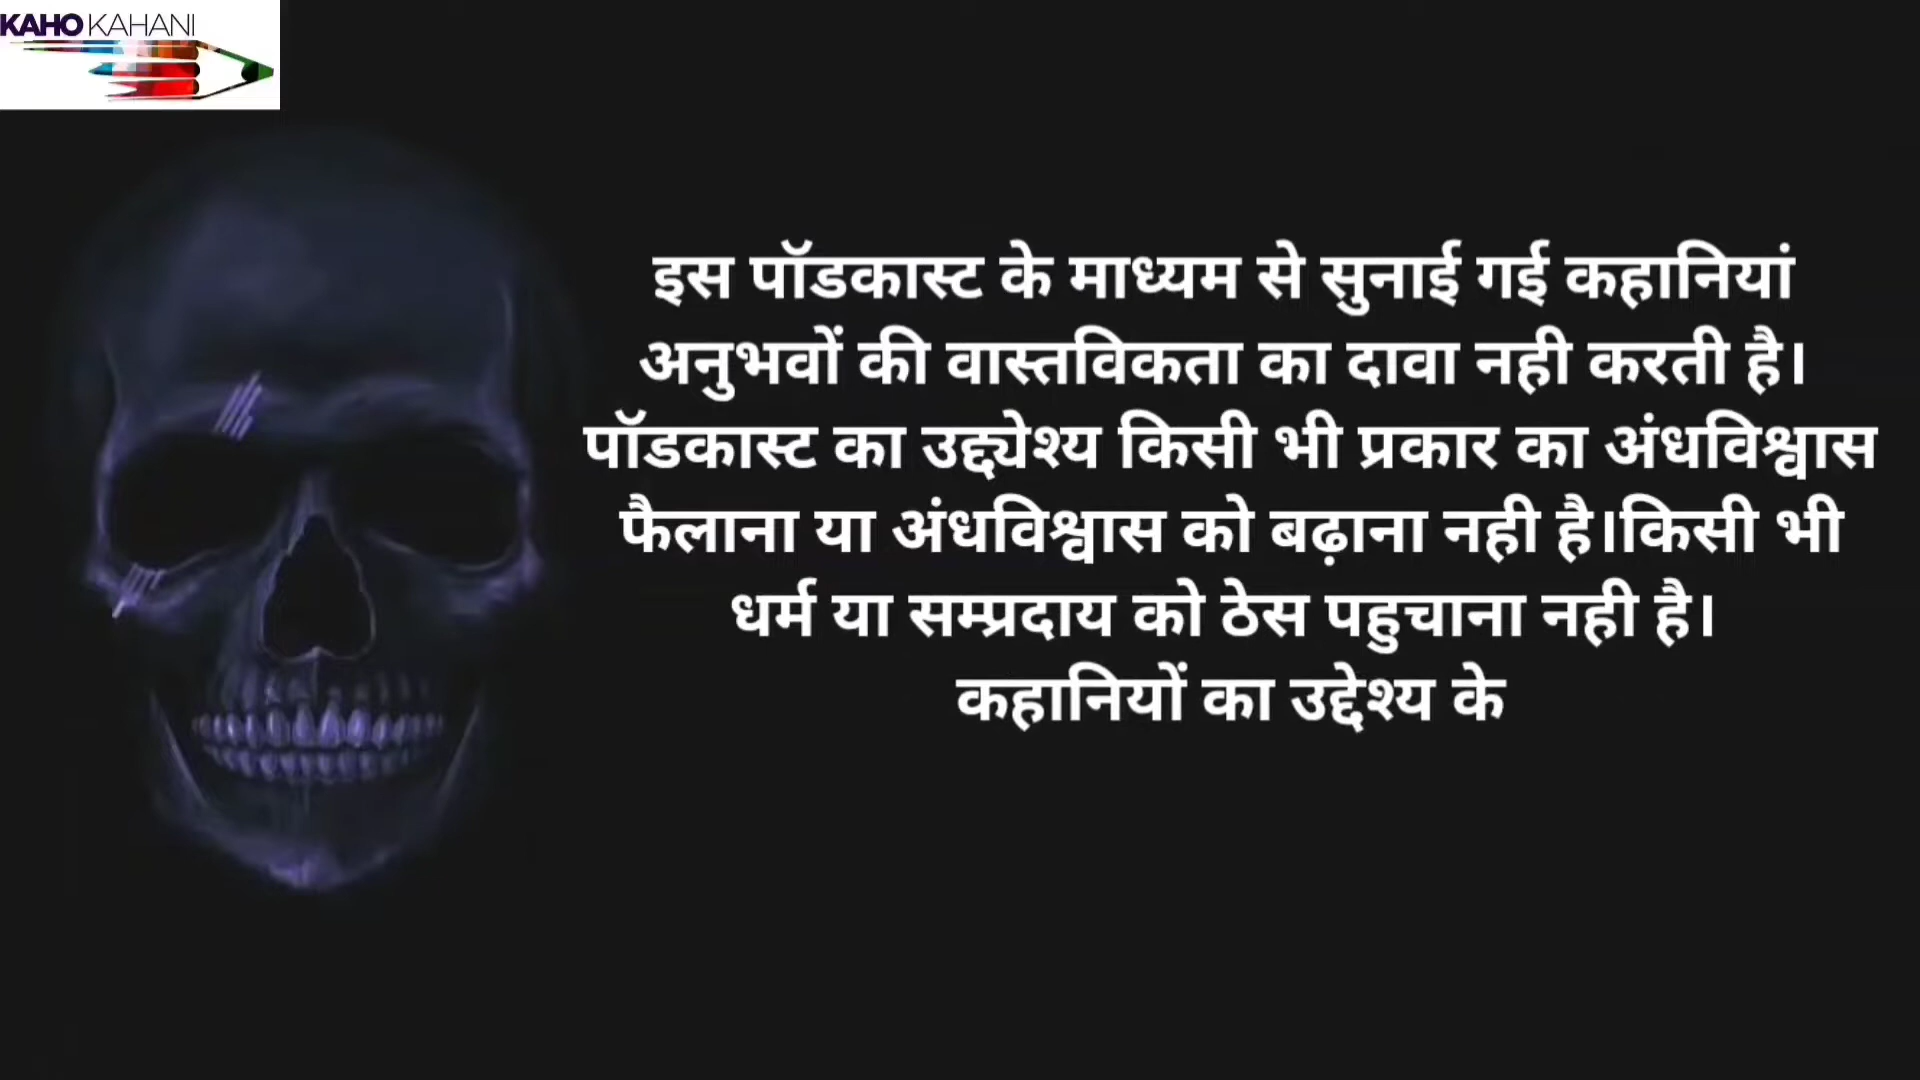 KAHO KAHANI
इस पॉडकास्ट के माध्यम से सुनाई गई कहानियां
अनुभवों की वास्तविकता का दावा नही करती है।
पॉडकास्ट का उद्द्येश्य किसी भी प्रकार का अंधविश्वास
फैलाना या अंधविश्वास को बढ़ाना नही है।किसी भी
धर्म या सम्प्रदाय को ठेस पहुचाना नही है।
कहानियों का उद्देश्य के